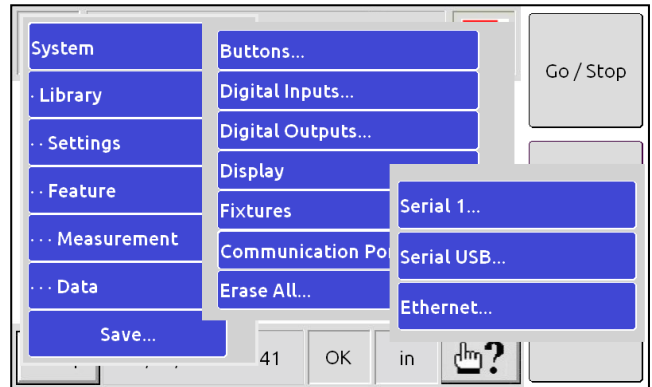 System
· Library
· · Settings
· · Feature
· · · Measurement
· · · Data
Save...
Buttons...
Digital Inputs...
Digital Outputs...
Display
Fixtures
Communication Po
Erase All...
Serial 1...
Serial USB...
Ethernet...
Go / Stop
41
OK
in
?